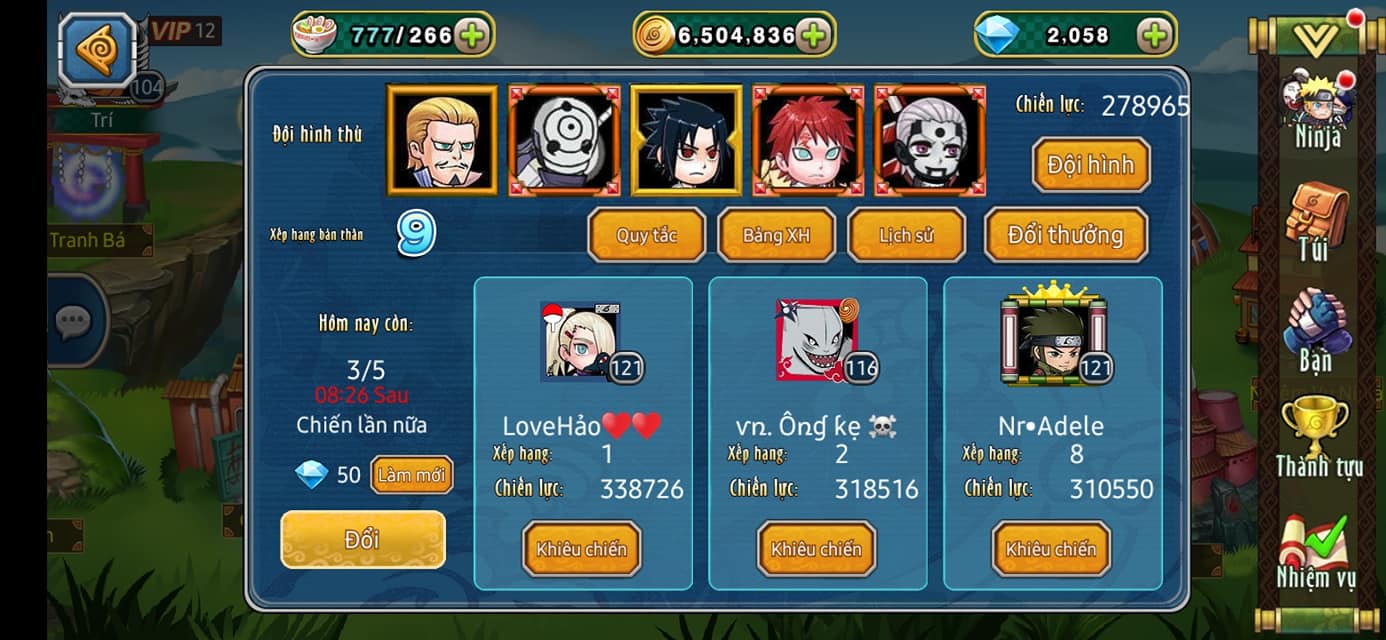 VIP 12
777/266
6,504,836
2,058
104
Trí
Tranh Bá
Đội hình thủ
Chiến lực: 278965
Đội hình
Xếp hạng bản thân 9
Quy tắc
Bảng XH
Lịch sử
Đổi thưởng
Hôm nay còn:
3/5
08:26 Sau
Chiến lần nữa
50
Làm mới
Đổi
121
LoveHảo❤️❤️
Xếp hạng: 1
Chiến lực: 338726
Khiêu chiến
116
vn. Ông kẹ ☠️
Xếp hạng: 2
Chiến lực: 318516
Khiêu chiến
121
Nr•Adele
Xếp hạng: 8
Chiến lực: 310550
Khiêu chiến
Ninja
Túi
Bạn
Thành tựu
Nhiệm vụ